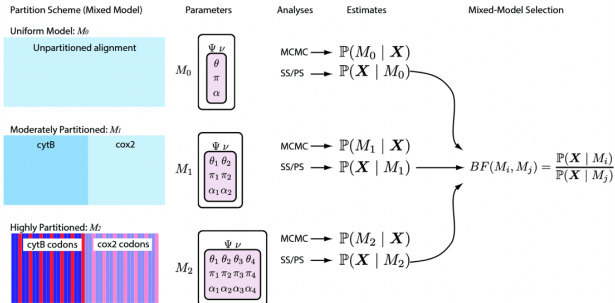 Partition Scheme (Mixed Model) Parameters Analyses Estimates Mixed-Model Selection
Uniform Model: M₀
Unpartitioned alignment
M₀
Ψ ν
θ
π
α
MCMC → ℙ(M₀ | X)
SS/PS → ℙ(X | M₀)
Moderately Partitioned: M₁
cytB cox2
M₁
Ψ ν
θ₁ θ₂
π₁ π₂
α₁ α₂
MCMC → ℙ(M₁ | X)
SS/PS → ℙ(X | M₁)
BF(Mᵢ, Mⱼ) = ℙ(X | Mᵢ) / ℙ(X | Mⱼ)
Highly Partitioned: M₂
cytB codons cox2 codons
M₂
Ψ ν
θ₁ θ₂ θ₃ θ₄
π₁ π₂ π₃ π₄
α₁ α₂ α₃ α₄
MCMC → ℙ(M₂ | X)
SS/PS → ℙ(X | M₂)